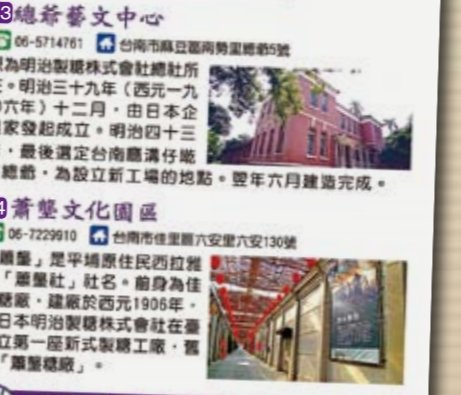 3總爺藝文中心
06-5714761 台南市麻豆區南勢里總爺5號
為明治製糖株式會社總社所
。明治三十九年（西元一九
六年）十二月，由日本企
家發起成立。明治四十三
，最後選定台南廳溝仔墘
總爺，為設立新工場的地點。翌年六月建造完成。
4蕭壟文化園區
06-7229910 台南市佳里區六安里六安130號
蕭壟」是平埔原住民西拉雅
「蕭壟社」社名。前身為佳
糖廠，建廠於西元1906年，
日本明治製糖株式會社在臺
立第一座新式製糖工廠，舊
「蕭壟糖廠」。